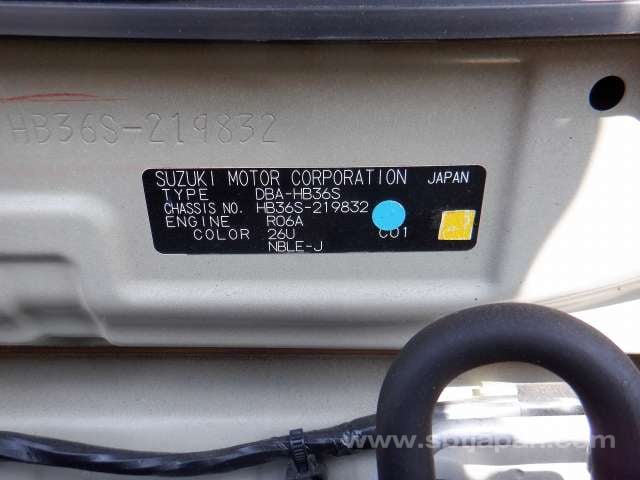 HB36S-219832
SUZUKI MOTOR CORPORATION JAPAN
TYPE DBA-HB36S
CHASSIS NO. HB36S-219832
ENGINE R06A
COLOR 26U C01
NBLE-J
www.sbtjapan.com